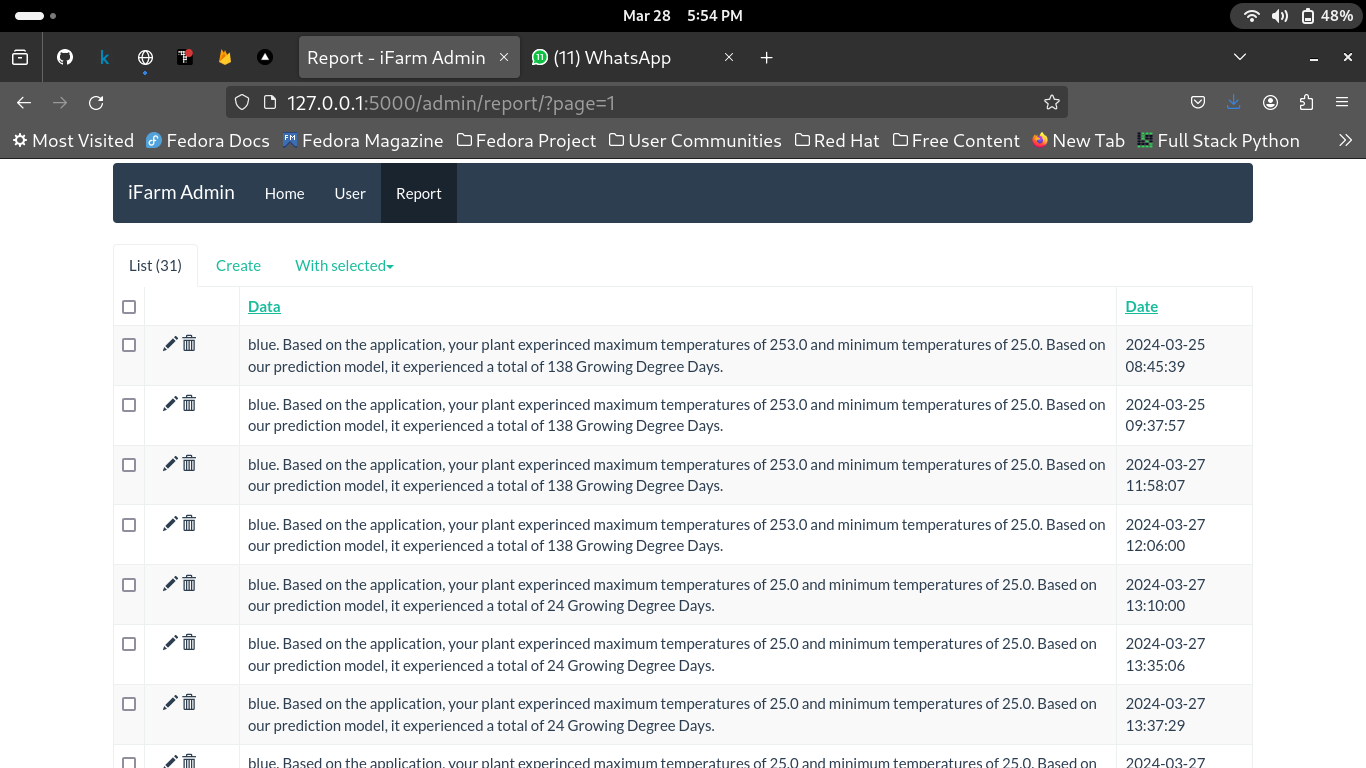 Mar 28 5:54 PM
48%
Report - iFarm Admin
(11) WhatsApp
127.0.0.1:5000/admin/report/?page=1
Most Visited Fedora Docs Fedora Magazine Fedora Project User Communities Red Hat Free Content New Tab Full Stack Python
iFarm Admin Home User Report
List (31) Create With selected
Data Date
blue. Based on the application, your plant experinced maximum temperatures of 253.0 and minimum temperatures of 25.0. Based on
our prediction model, it experienced a total of 138 Growing Degree Days.
2024-03-25
08:45:39
blue. Based on the application, your plant experinced maximum temperatures of 253.0 and minimum temperatures of 25.0. Based on
our prediction model, it experienced a total of 138 Growing Degree Days.
2024-03-25
09:37:57
blue. Based on the application, your plant experinced maximum temperatures of 253.0 and minimum temperatures of 25.0. Based on
our prediction model, it experienced a total of 138 Growing Degree Days.
2024-03-27
11:58:07
blue. Based on the application, your plant experinced maximum temperatures of 253.0 and minimum temperatures of 25.0. Based on
our prediction model, it experienced a total of 138 Growing Degree Days.
2024-03-27
12:06:00
blue. Based on the application, your plant experinced maximum temperatures of 25.0 and minimum temperatures of 25.0. Based on
our prediction model, it experienced a total of 24 Growing Degree Days.
2024-03-27
13:10:00
blue. Based on the application, your plant experinced maximum temperatures of 25.0 and minimum temperatures of 25.0. Based on
our prediction model, it experienced a total of 24 Growing Degree Days.
2024-03-27
13:35:06
blue. Based on the application, your plant experinced maximum temperatures of 25.0 and minimum temperatures of 25.0. Based on
our prediction model, it experienced a total of 24 Growing Degree Days.
2024-03-27
13:37:29
blue. Based on the application, your plant experinced maximum temperatures of 25.0 and minimum temperatures of 25.0. Based on
2024-03-27